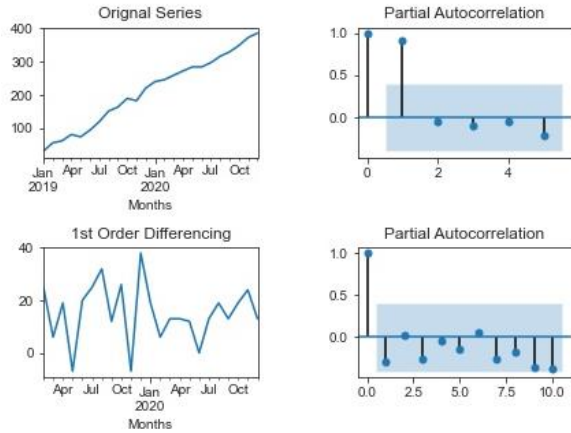 Orignal Series
400
300
200
100
Jan
2019
Apr
Jul
Oct
Jan
2020
Apr
Jul
Oct
Months
Partial Autocorrelation
1.0
0.5
0.0
0
2
4
1st Order Differencing
40
20
0
Apr
Jul
Oct
Jan
2020
Apr
Jul
Oct
Months
Partial Autocorrelation
1.0
0.5
0.0
0.0
2.5
5.0
7.5
10.0